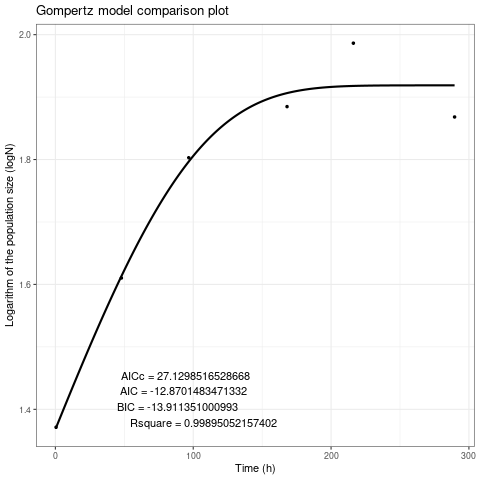 Gompertz model comparison plot
Logarithm of the population size (logN)
2.0
1.8
1.6
1.4
AICc = 27.1298516528668
AIC = -12.8701483471332
BIC = -13.911351000993
Rsquare = 0.99895052157402
0 100 200 300
Time (h)